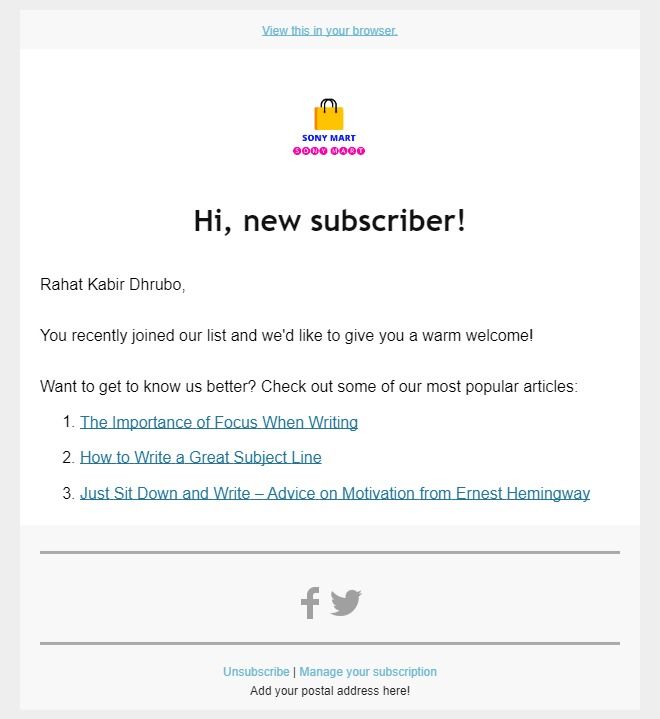 View this in your browser.
SONY MART
SONY MART
Hi, new subscriber!
Rahat Kabir Dhrubo,
You recently joined our list and we'd like to give you a warm welcome!
Want to get to know us better? Check out some of our most popular articles:
1. The Importance of Focus When Writing
2. How to Write a Great Subject Line
3. Just Sit Down and Write – Advice on Motivation from Ernest Hemingway
Unsubscribe | Manage your subscription
Add your postal address here!